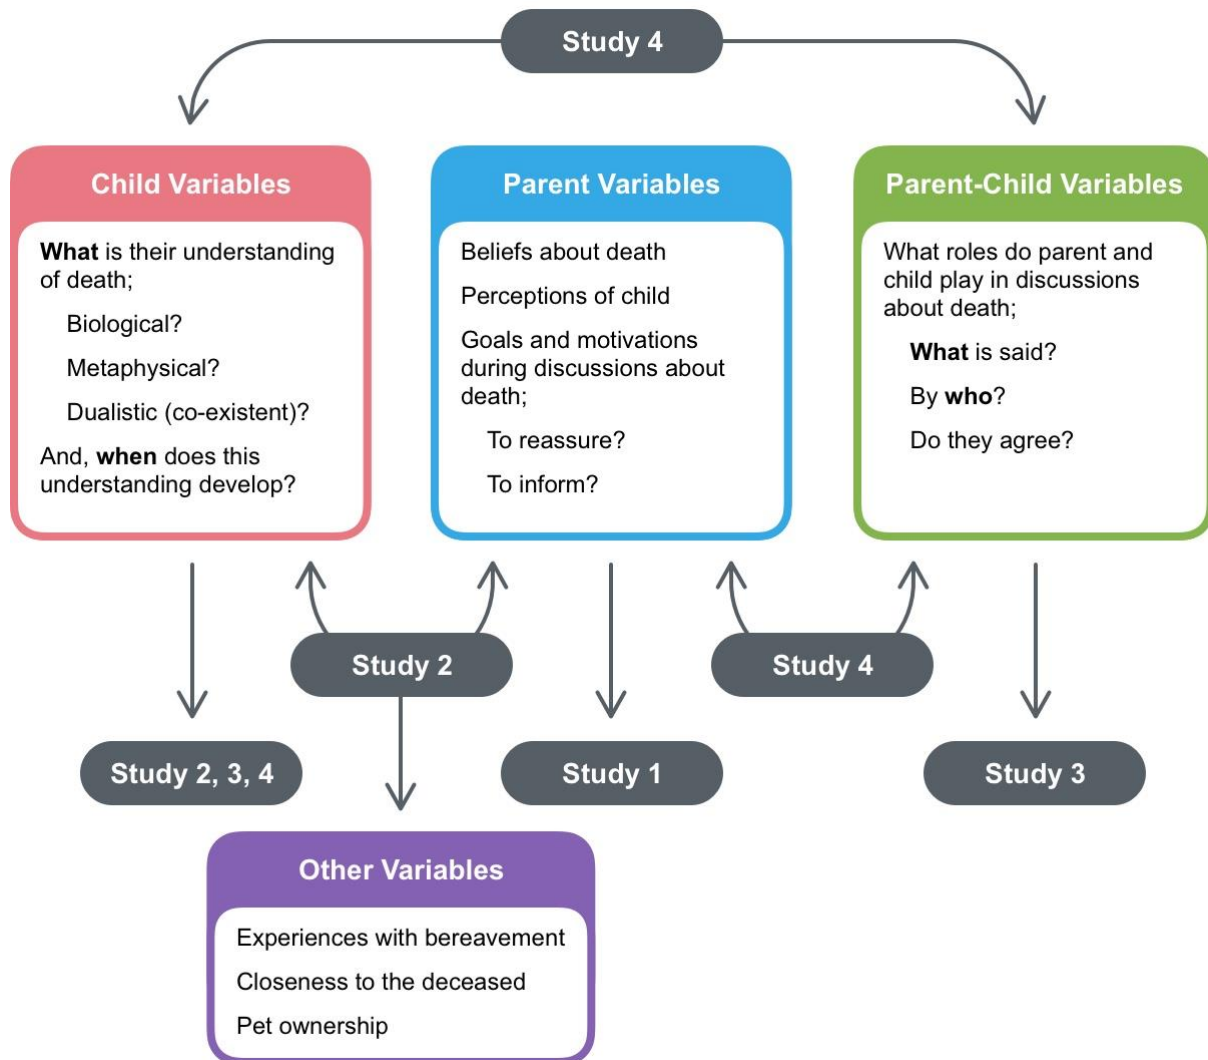 Study 4
Child Variables
What is their understanding
of death;
Biological?
Metaphysical?
Dualistic (co-existent)?
And, when does this
understanding develop?
Parent Variables
Beliefs about death
Perceptions of child
Goals and motivations
during discussions about
death;
To reassure?
To inform?
Parent-Child Variables
What roles do parent and
child play in discussions
about death;
What is said?
By who?
Do they agree?
Study 2
Study 4
Study 2, 3, 4
Study 1
Study 3
Other Variables
Experiences with bereavement
Closeness to the deceased
Pet ownership